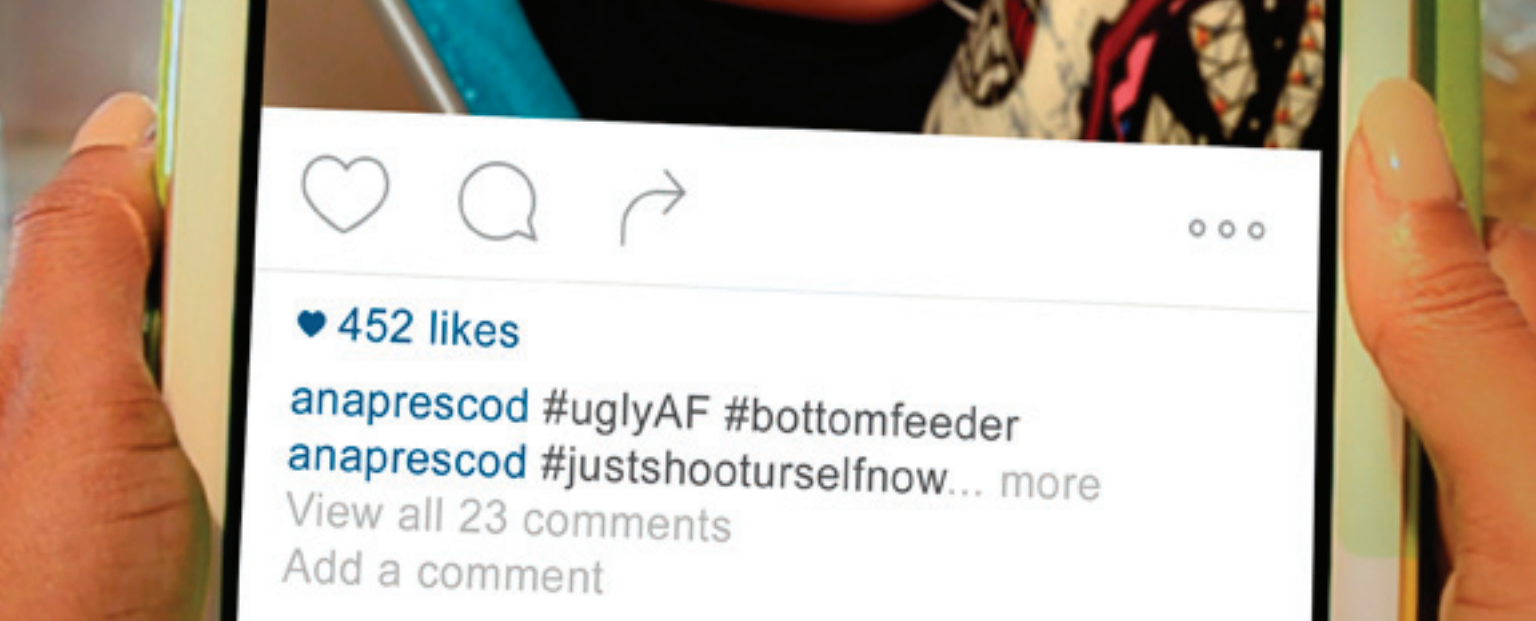 452 likes
anaprescod #uglyAF #bottomfeeder
anaprescod #justshooturselfnow... more
View all 23 comments
Add a comment